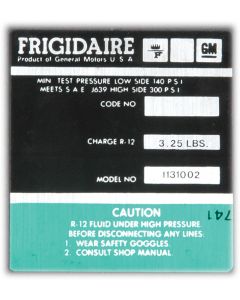 FRIGIDAIRE
F
GM
Product of General Motors U S A
MIN TEST PRESSURE LOW SIDE 140 P S I
MEETS S A E J639 HIGH SIDE 300 P S I
CODE NO
CHARGE R-12 3.25 LBS.
MODEL NO 1131002
CAUTION
R-12 FLUID UNDER HIGH PRESSURE.
BEFORE DISCONNECTING ANY LINES.
1. WEAR SAFETY GOGGLES.
2. CONSULT SHOP MANUAL.
741